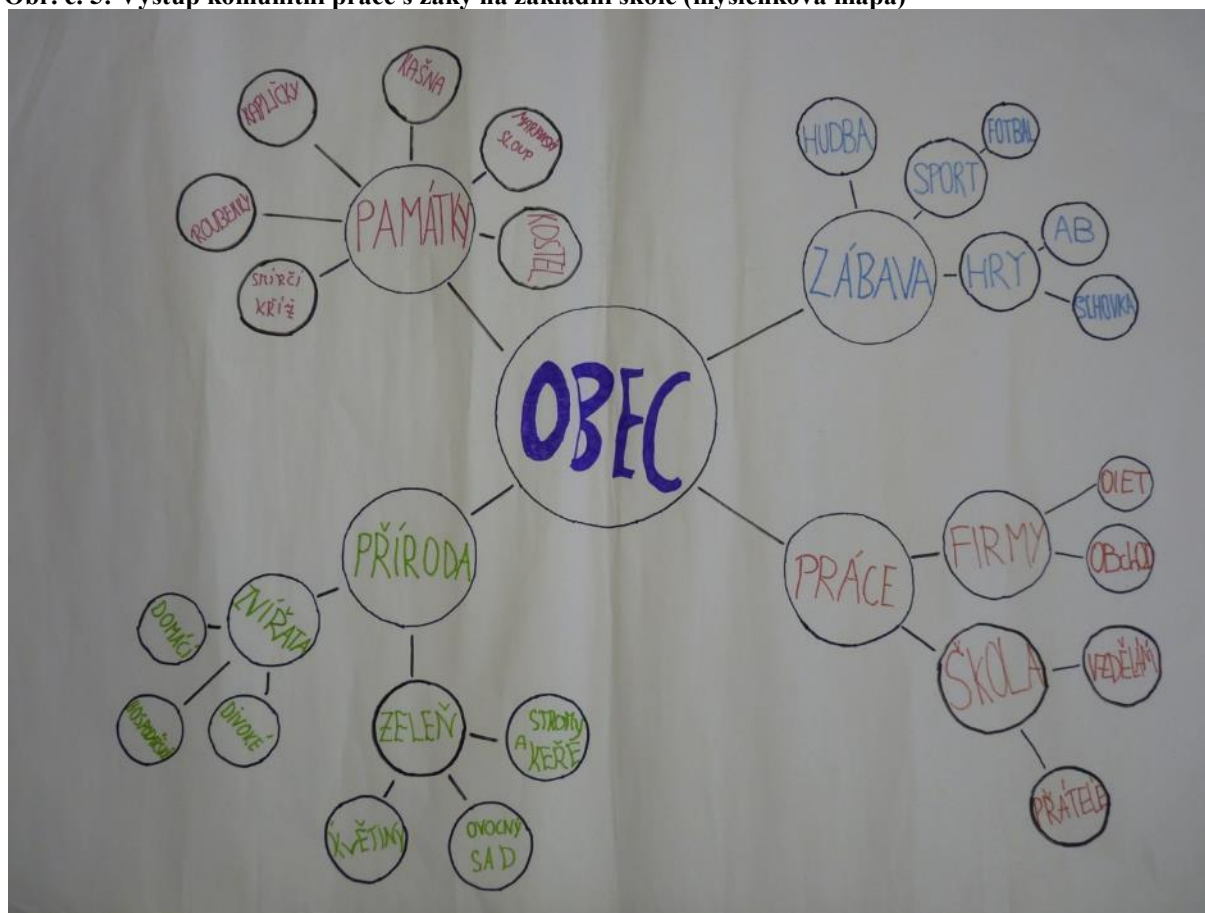 Obr. č. 5: Výstup komunitní práce s žáky na základní škole (myšlenková mapa)
OBEC
PAMÁTKY
KAŠNA
KAPLIČKY
MARIÁNSKÝ
SLOUP
ROUBENKY
KOSTEL
SMÍRČÍ
KŘÍŽ
ZÁBAVA
HUDBA
SPORT
FOTBAL
HRY
AB
SCHOVKA
PŘÍRODA
ZVÍŘATA
DOMÁCÍ
DIVOKÉ
ZELEŇ
STROMY
A KEŘE
KVĚTINY
OVOCNÝ
SAD
PRÁCE
FIRMY
OBCHOD
ŠKOLA
VZDĚLÁNÍ
PŘÁTELÉ